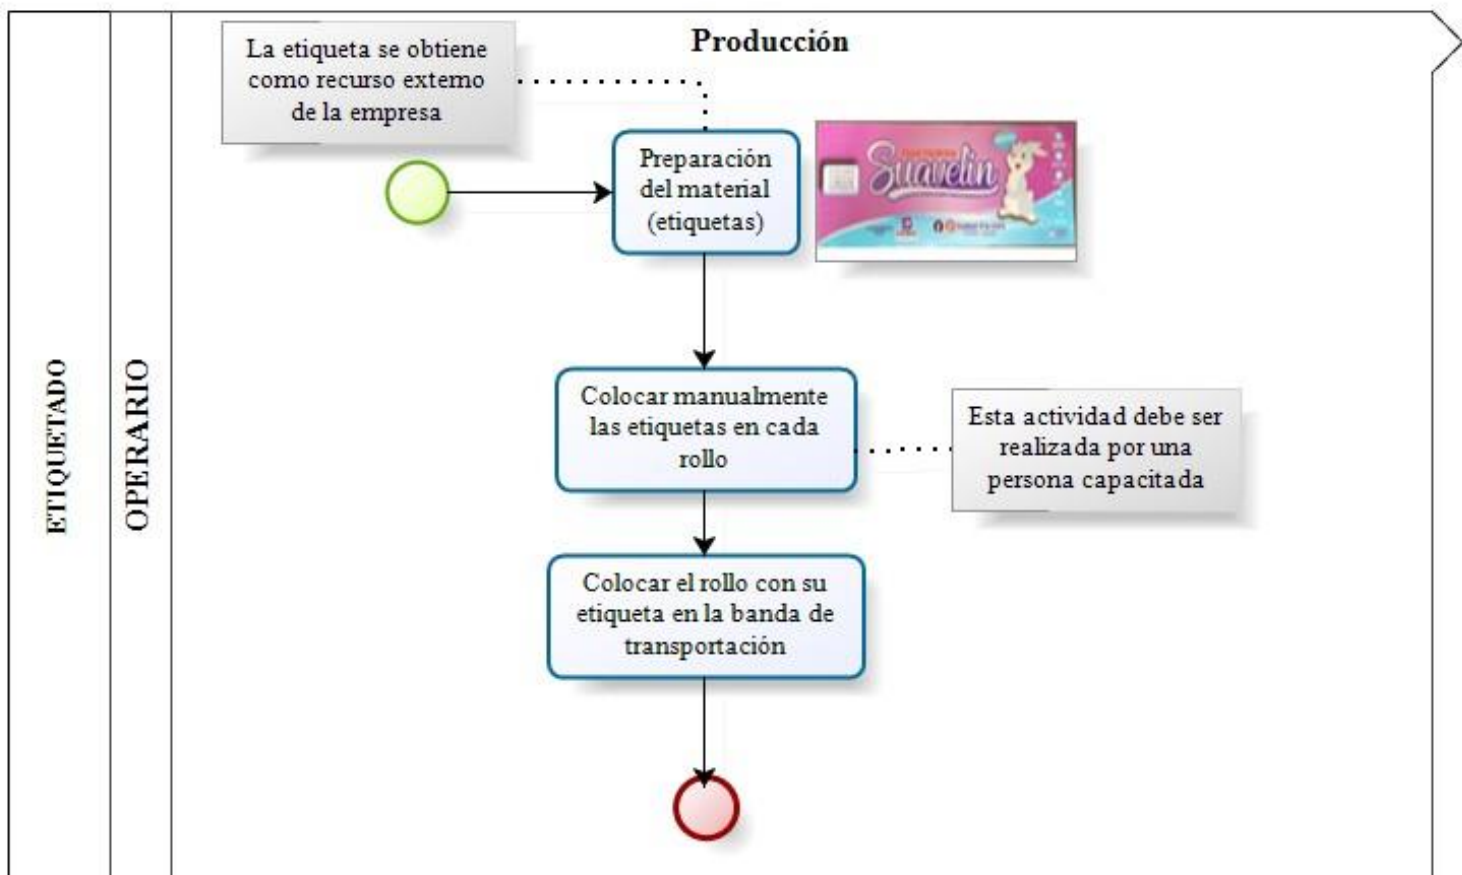 Producción
La etiqueta se obtiene
como recurso externo
de la empresa
Preparación
del material
(etiquetas)
Suavelin
ETIQUETADO
OPERARIO
Colocar manualmente
las etiquetas en cada
rollo
Esta actividad debe ser
realizada por una
persona capacitada
Colocar el rollo con su
etiqueta en la banda de
transportación